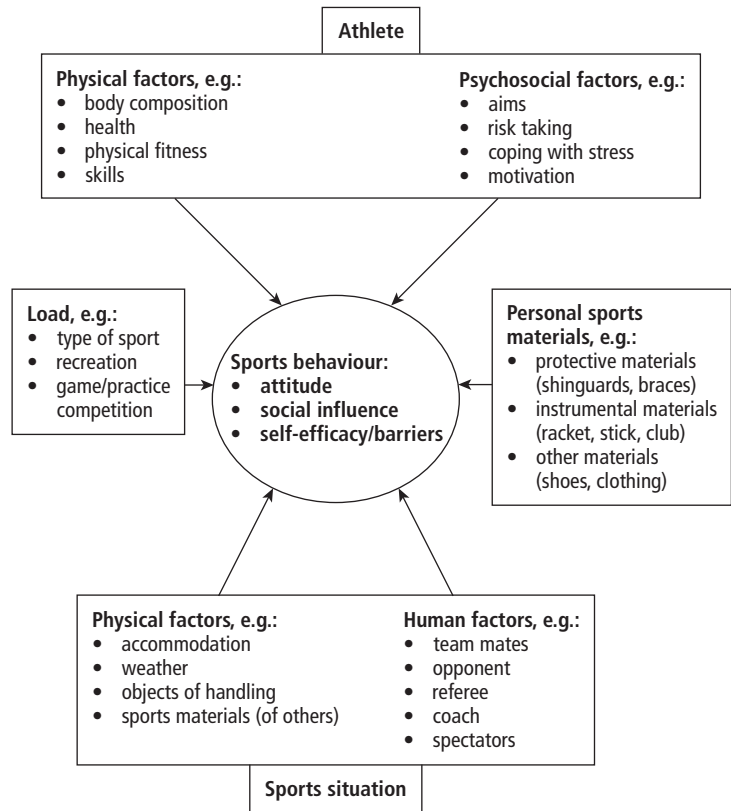 Athlete
Physical factors, e.g.:
• body composition
• health
• physical fitness
• skills
Psychosocial factors, e.g.:
• aims
• risk taking
• coping with stress
• motivation
Load, e.g.:
• type of sport
• recreation
• game/practice
competition
Sports behaviour:
• attitude
• social influence
• self-efficacy/barriers
Personal sports
materials, e.g.:
• protective materials
(shinguards, braces)
• instrumental materials
(racket, stick, club)
• other materials
(shoes, clothing)
Physical factors, e.g.:
• accommodation
• weather
• objects of handling
• sports materials (of others)
Human factors, e.g.:
• team mates
• opponent
• referee
• coach
• spectators
Sports situation